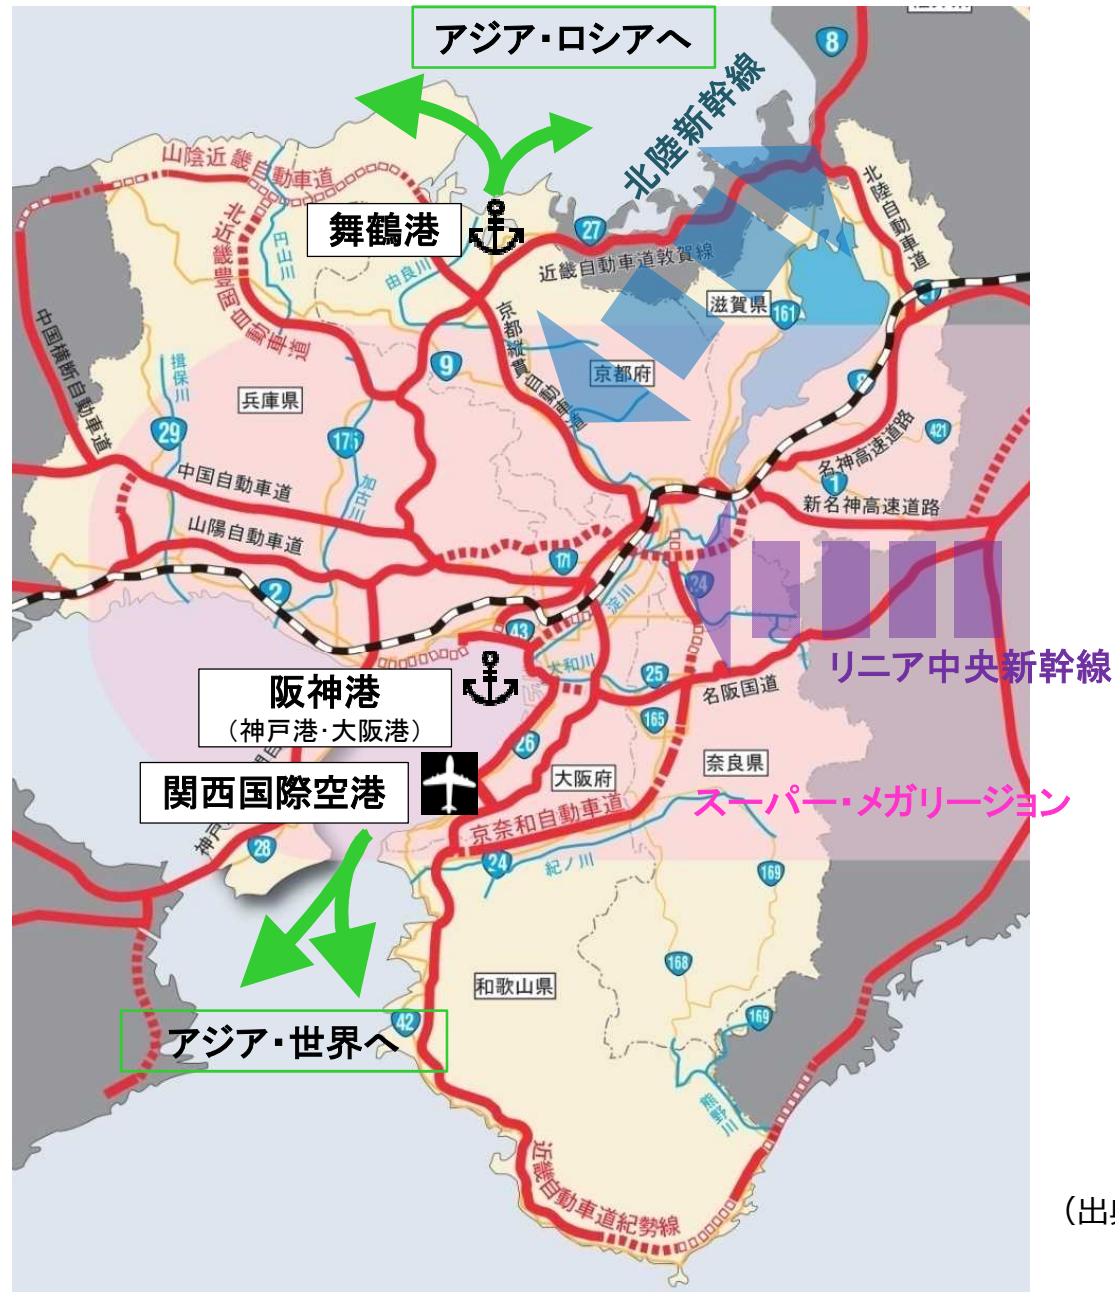 アジア・ロシアへ
8
北陸新幹線
山陰近畿自動車道
北陸自動車道
舞鶴港
27
円山川
北近畿豊岡自動車道
由良川
近畿自動車道敦賀線
滋賀県
161
京都縦貫自動車道
中国横断自動車道
揖保川
9
京都府
兵庫県
29
175
421
名神高速道路
1
新名神高速道路
中国自動車道
加古川
山陽自動車道
171
2
24
淀川
43
大和川
リニア中央新幹線
25
名阪国道
阪神港
(神戸港・大阪港)
165
26
大阪府
奈良県
関西国際空港
スーパー・メガリージョン
京奈和自動車道
28
24
紀ノ川
169
168
和歌山県
42
169
アジア・世界へ
熊野川
近畿自動車道紀勢線
(出